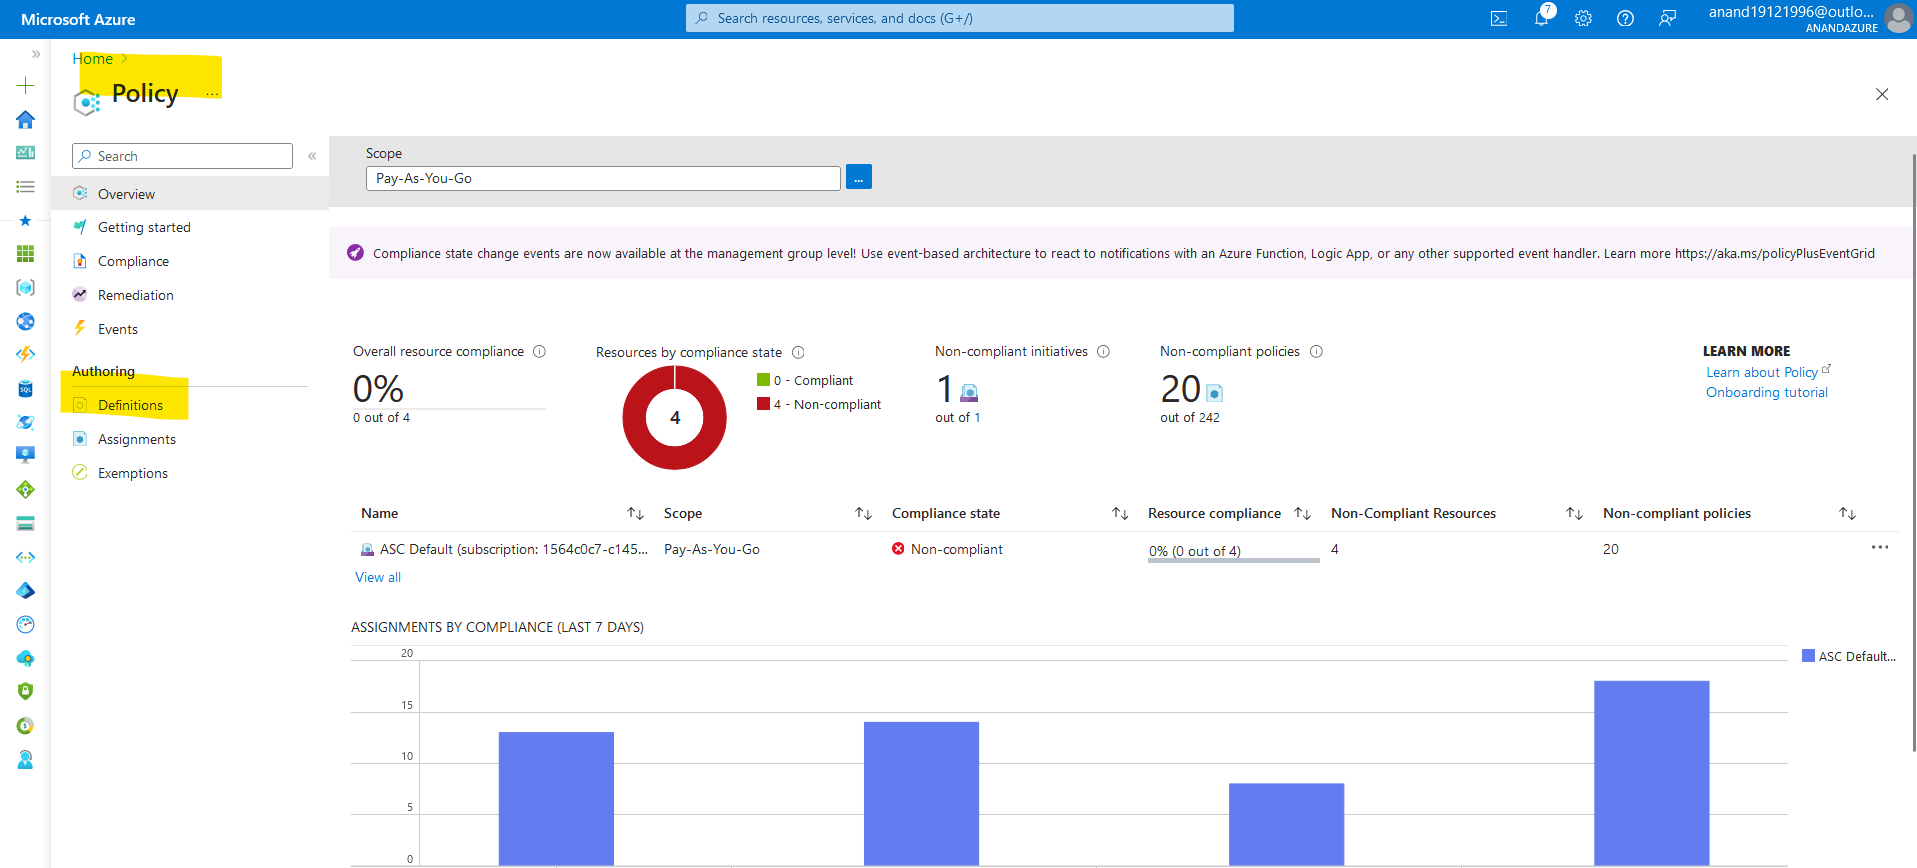 Microsoft Azure
Search resources, services, and docs (G+/)
7
anand19121996@outlo...
ANANDAZURE
Home
Policy
...
Search
Overview
Getting started
Compliance
Remediation
Events
Authoring
Definitions
Assignments
Exemptions
Scope
Pay-As-You-Go
...
Compliance state change events are now available at the management group level! Use event-based architecture to react to notifications with an Azure Function, Logic App, or any other supported event handler. Learn more https://aka.ms/policyPlusEventGrid
Overall resource compliance
0%
0 out of 4
Resources by compliance state
4
0 - Compliant
4 - Non-compliant
Non-compliant initiatives
1
out of 1
Non-compliant policies
20
out of 242
LEARN MORE
Learn about Policy
Onboarding tutorial
Name Scope Compliance state Resource compliance Non-Compliant Resources Non-compliant policies
ASC Default (subscription: 1564c0c7-c145... Pay-As-You-Go Non-compliant 0% (0 out of 4) 4 20
View all
ASSIGNMENTS BY COMPLIANCE (LAST 7 DAYS)
20
15
10
5
0
ASC Default...
SQL